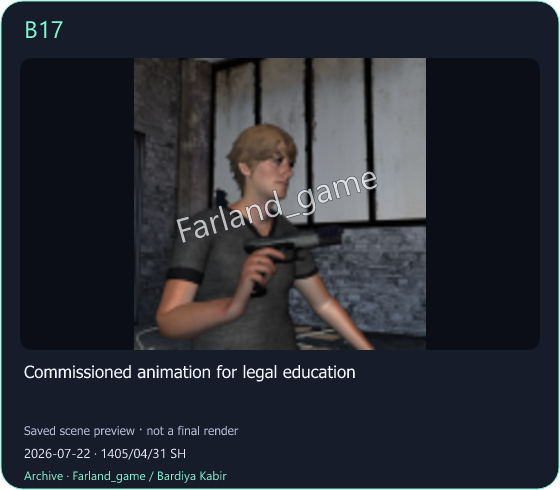 B17
Farland_game
Commissioned animation for legal education
Saved scene preview · not a final render
2026-07-22 · 1405/04/31 SH
Archive · Farland_game / Bardiya Kabir